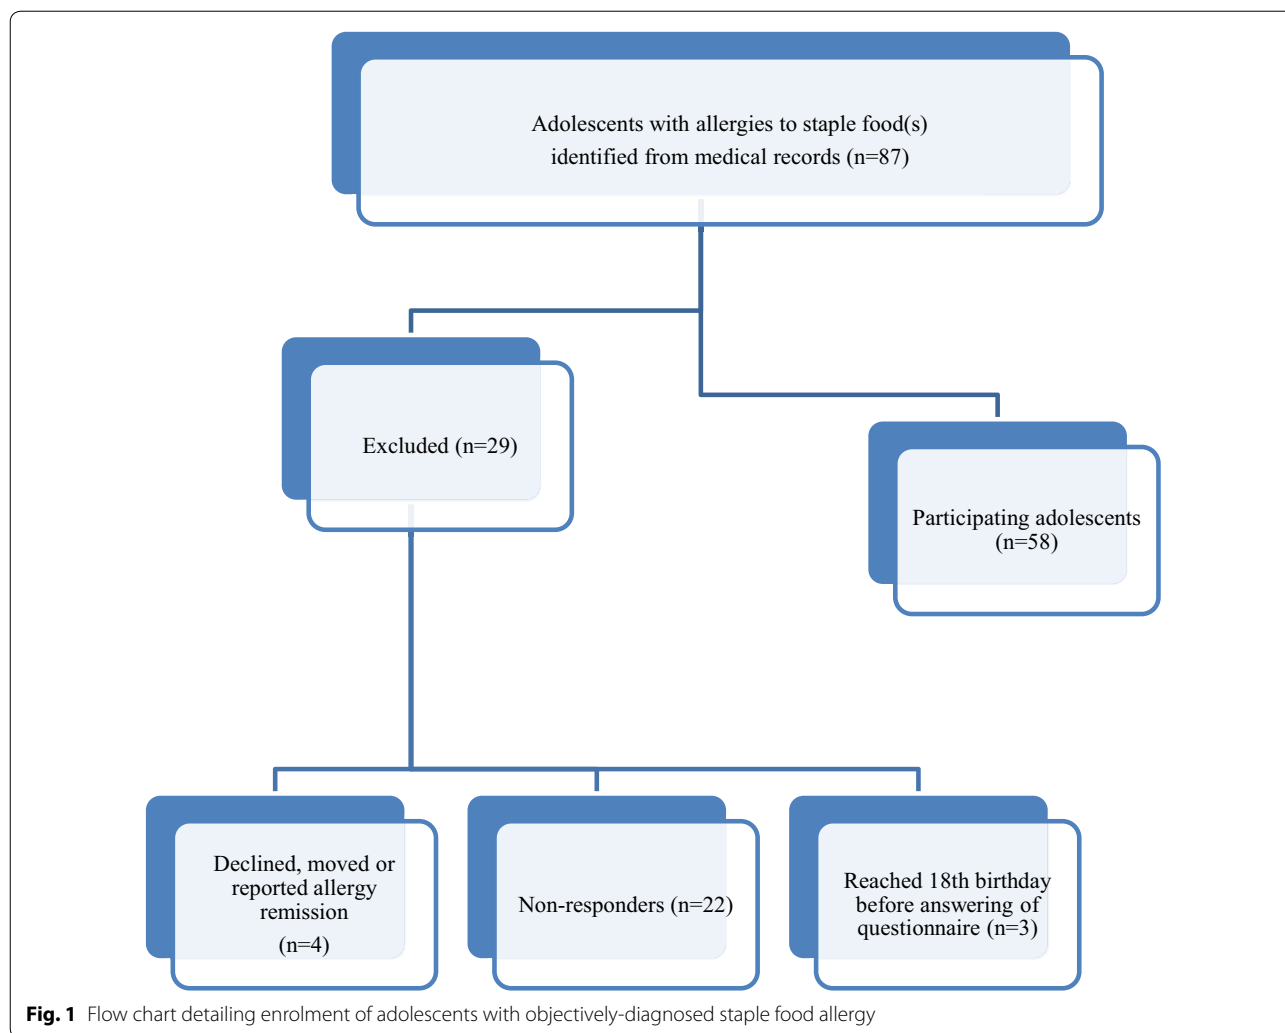 Adolescents with allergies to staple food(s)
identified from medical records (n=87)
Excluded (n=29)
Participating adolescents
(n=58)
Declined, moved or
reported allergy
remission
(n=4)
Non-responders (n=22)
Reached 18th birthday
before answering of
questionnaire (n=3)
Fig. 1 Flow chart detailing enrolment of adolescents with objectively-diagnosed staple food allergy